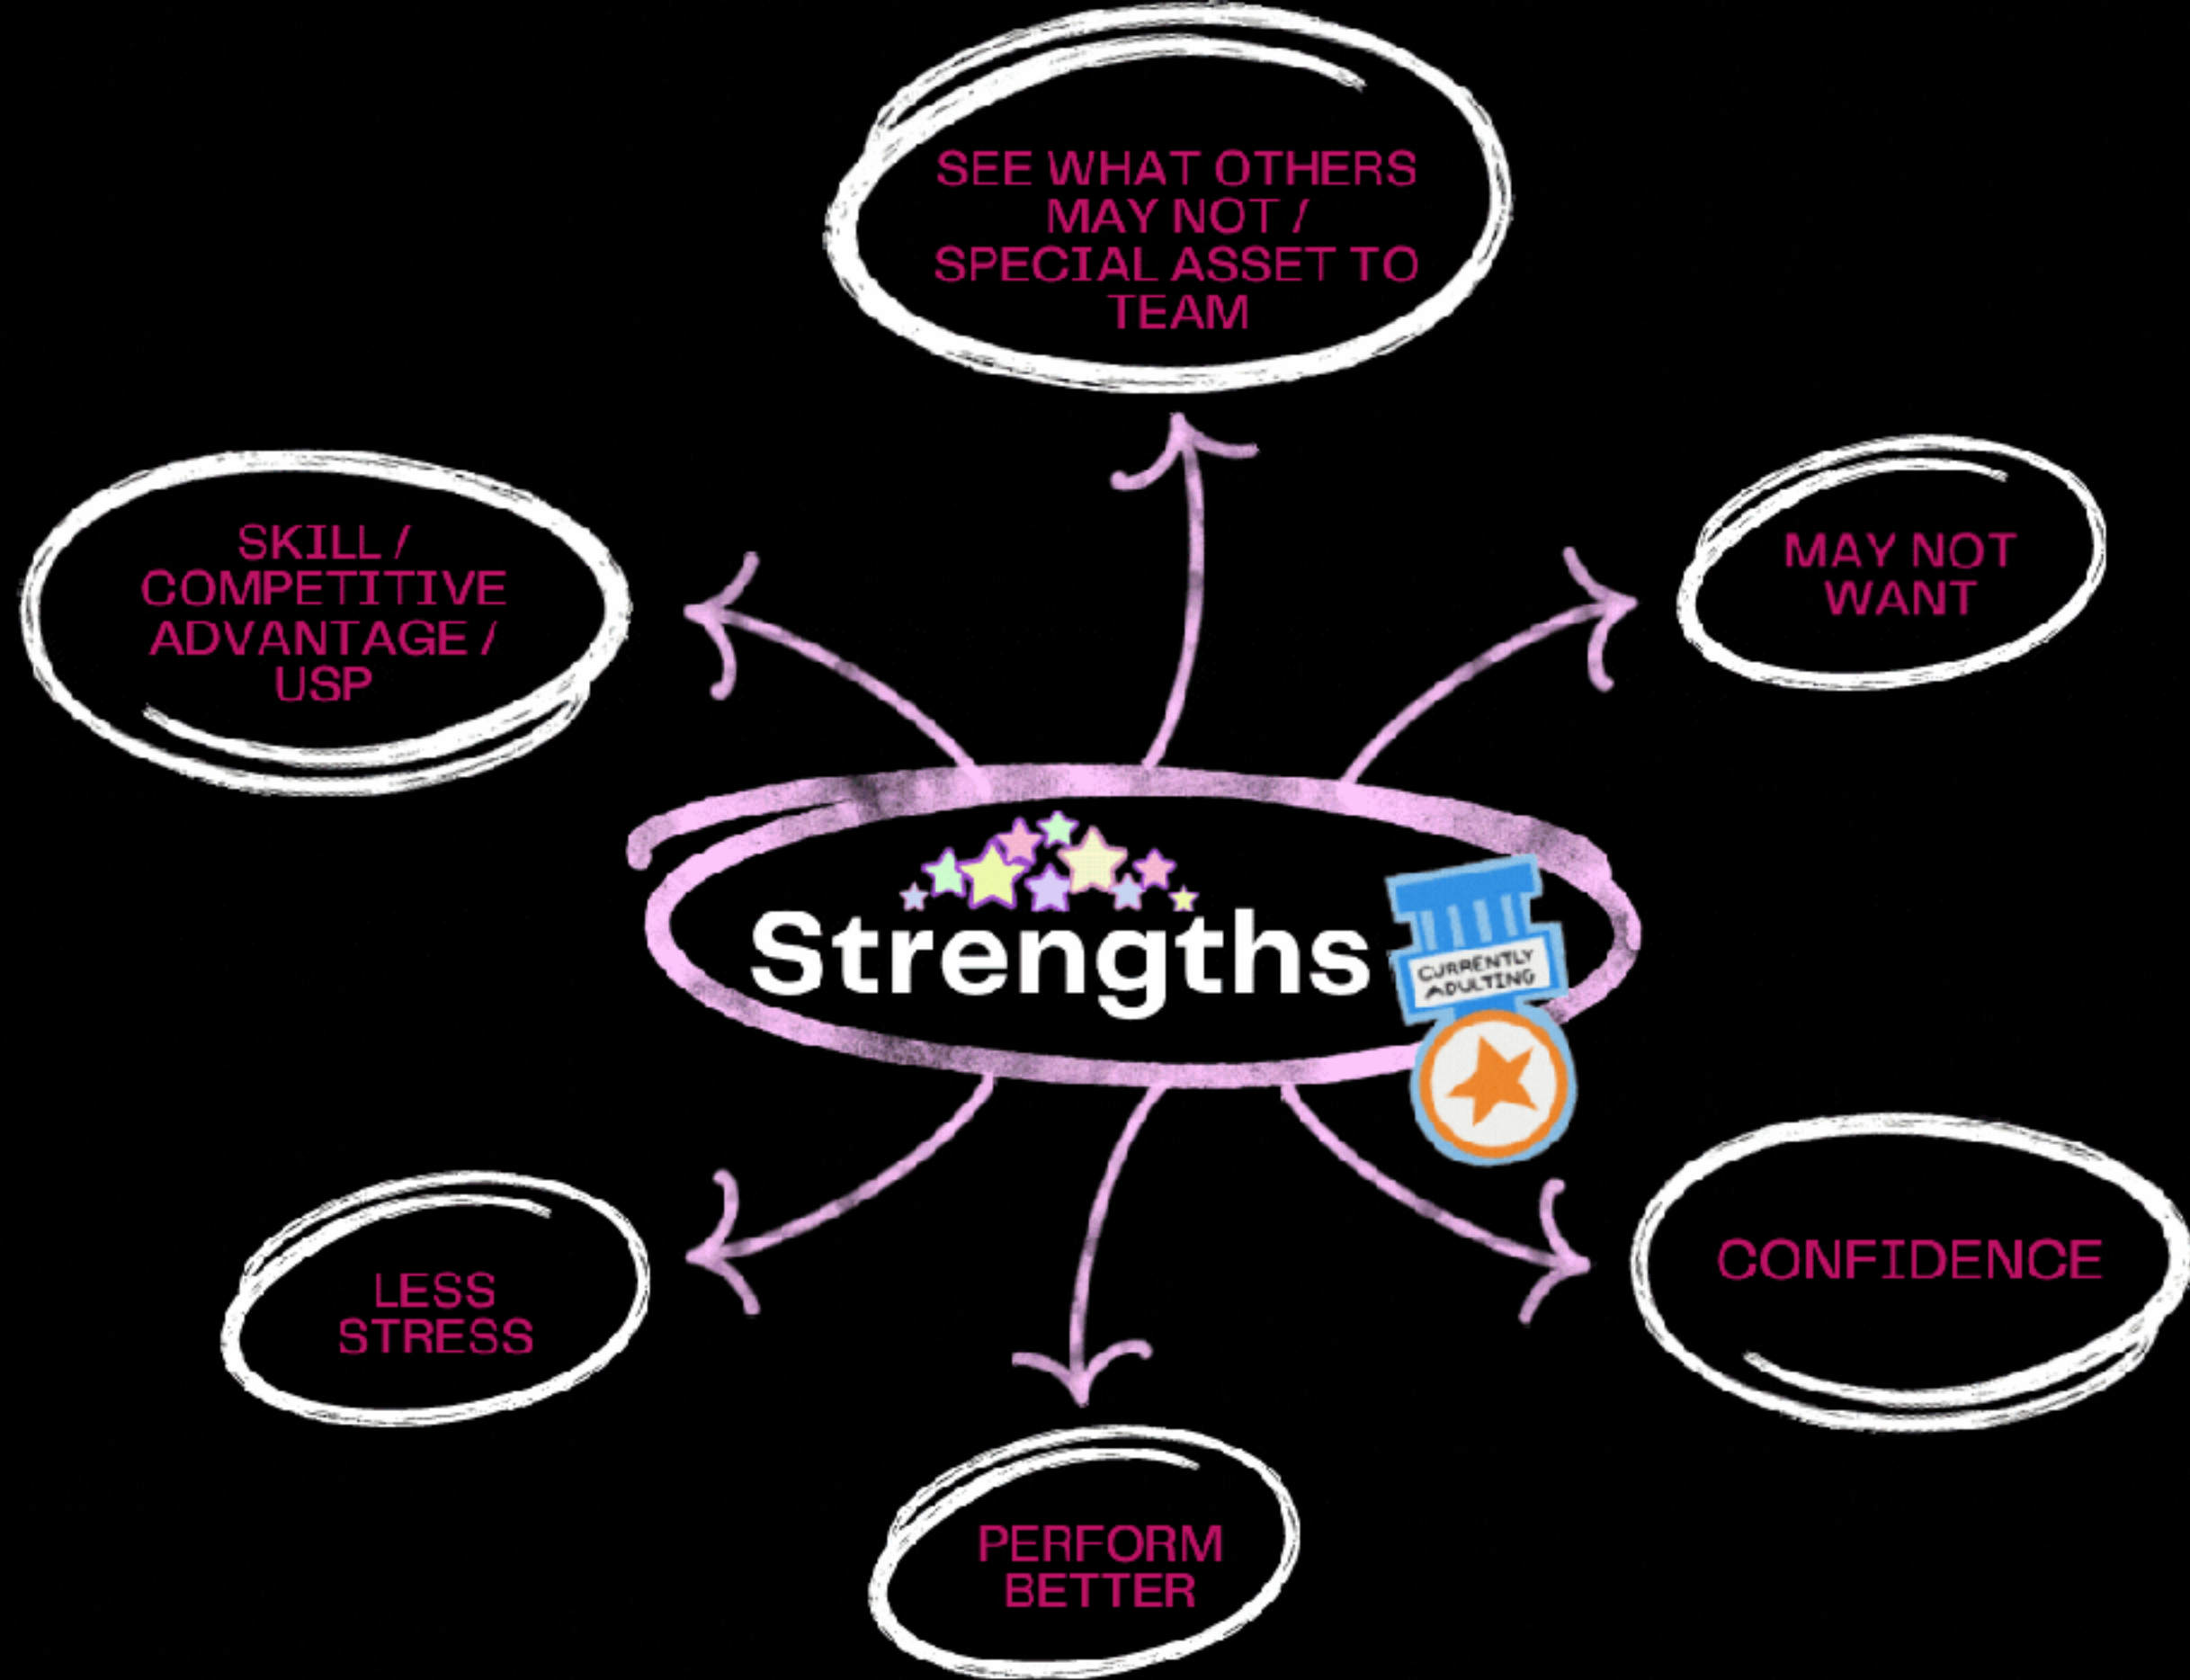 SEE WHAT OTHERS
MAY NOT /
SPECIAL ASSET TO
TEAM
SKILL /
COMPETITIVE
ADVANTAGE /
USP
MAY NOT
WANT
Strengths
CURRENTLY
ADULTING
LESS
STRESS
CONFIDENCE
PERFORM
BETTER